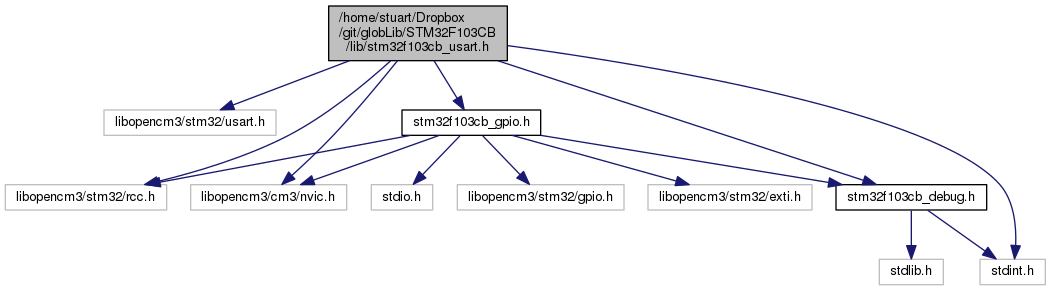 /home/stuart/Dropbox
/git/globLib/STM32F103CB
/lib/stm32f103cb_usart.h
libopencm3/stm32/usart.h
stm32f103cb_gpio.h
libopencm3/stm32/rcc.h
libopencm3/cm3/nvic.h
stdio.h
libopencm3/stm32/gpio.h
libopencm3/stm32/exti.h
stm32f103cb_debug.h
stdlib.h
stdint.h